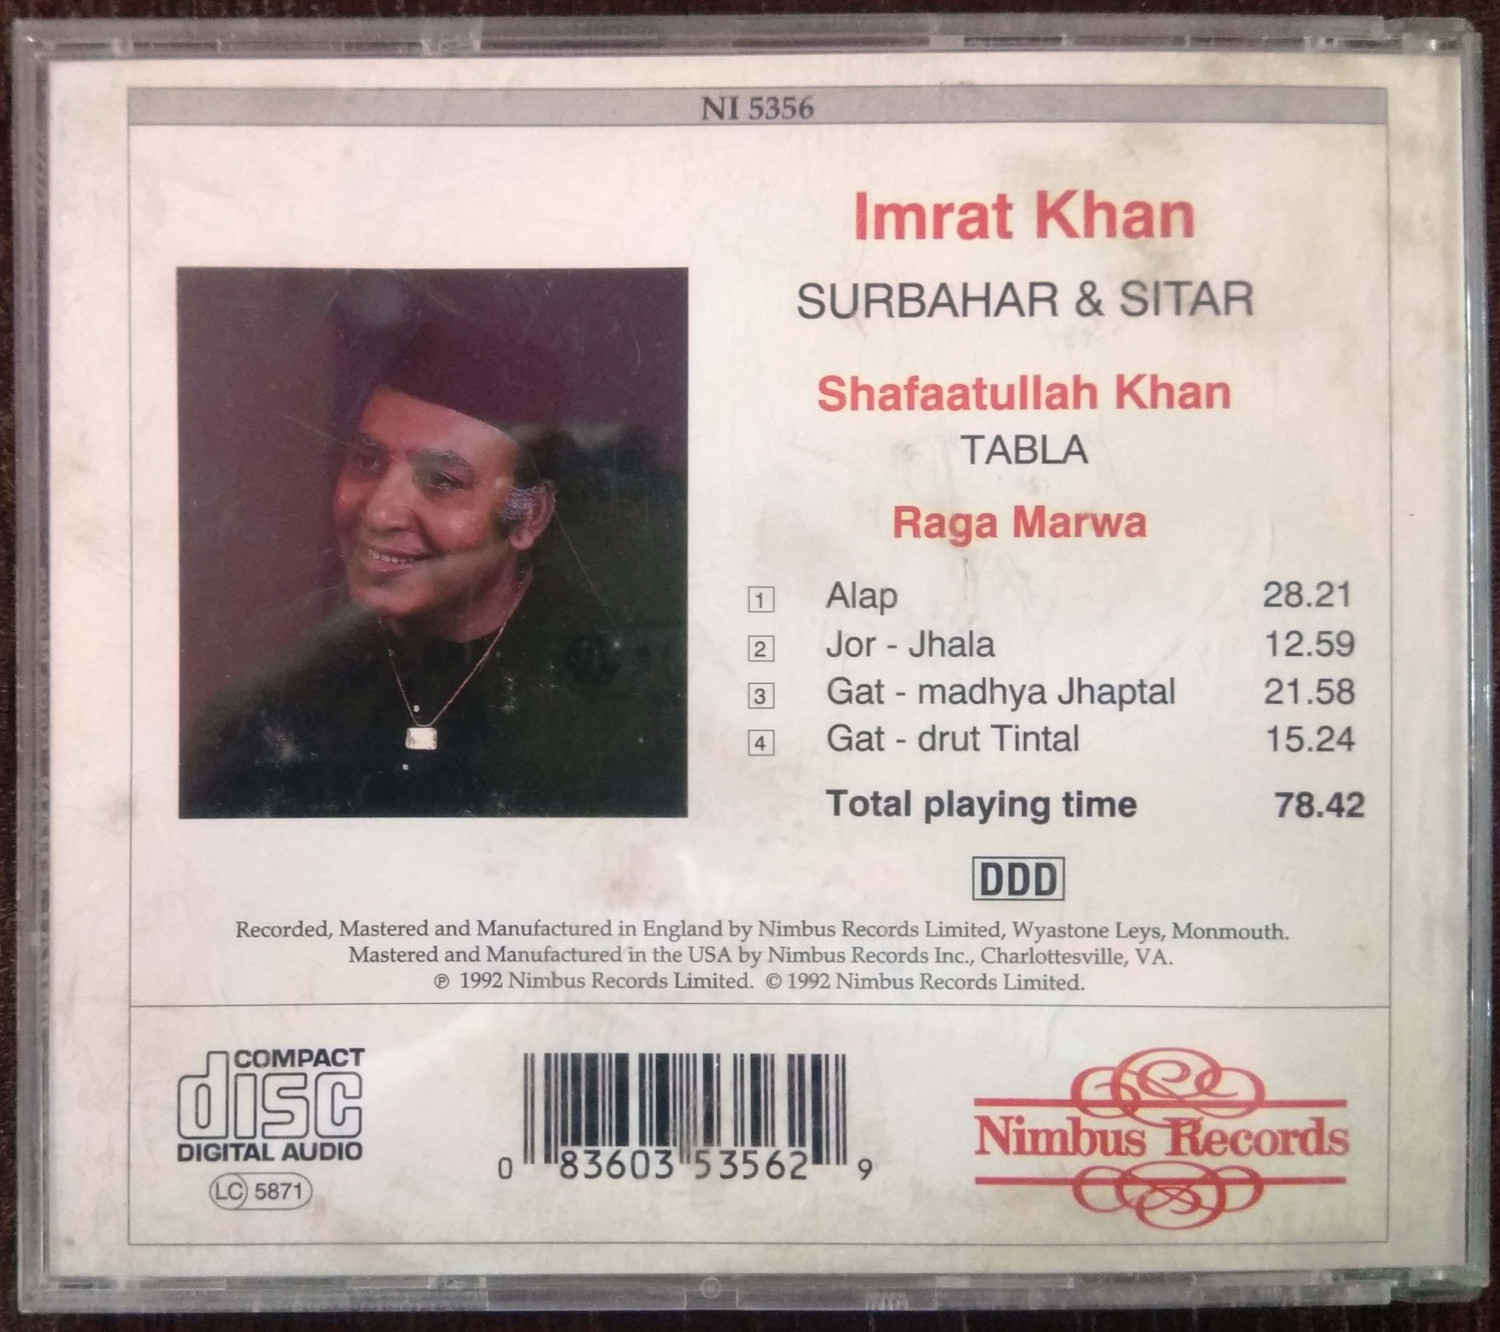 NI 5356
Imrat Khan
SURBAHAR & SITAR
Shafaatullah Khan
TABLA
Raga Marwa
1 Alap 28.21
2 Jor - Jhala 12.59
3 Gat - madhya Jhaptal 21.58
4 Gat - drut Tintal 15.24
Total playing time 78.42
DDD
Recorded, Mastered and Manufactured in England by Nimbus Records Limited, Wyastone Leys, Monmouth.
Mastered and Manufactured in the USA by Nimbus Records Inc., Charlottesville, VA.
℗ 1992 Nimbus Records Limited. © 1992 Nimbus Records Limited.
COMPACT
disc
DIGITAL AUDIO
LC 5871
0 83603 53562 9
Nimbus Records